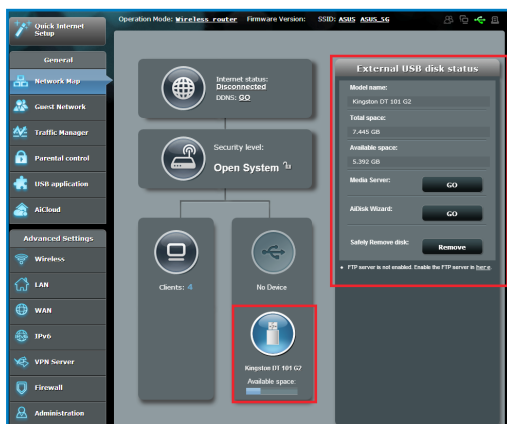 Quick Internet
Setup
Operation Mode: Wireless router Firmware Version: SSID: ASUS ASUS_5G
General
Network Map
Guest Network
Traffic Manager
Parental control
USB application
AiCloud
Advanced Settings
Wireless
LAN
WAN
IPv6
VPN Server
Firewall
Administration
Internet status:
Disconnected
DDNS: GO
Security level:
Open System
Clients: 4
No Device
Kingston DT 101 G2
Available space:
External USB disk status
Model name:
Kingston DT 101 G2
Total space:
7.445 GB
Available space:
5.392 GB
Media Server: GO
AiDisk Wizard: GO
Safely Remove disk: Remove
• FTP server is not enabled. Enable the FTP server in here.